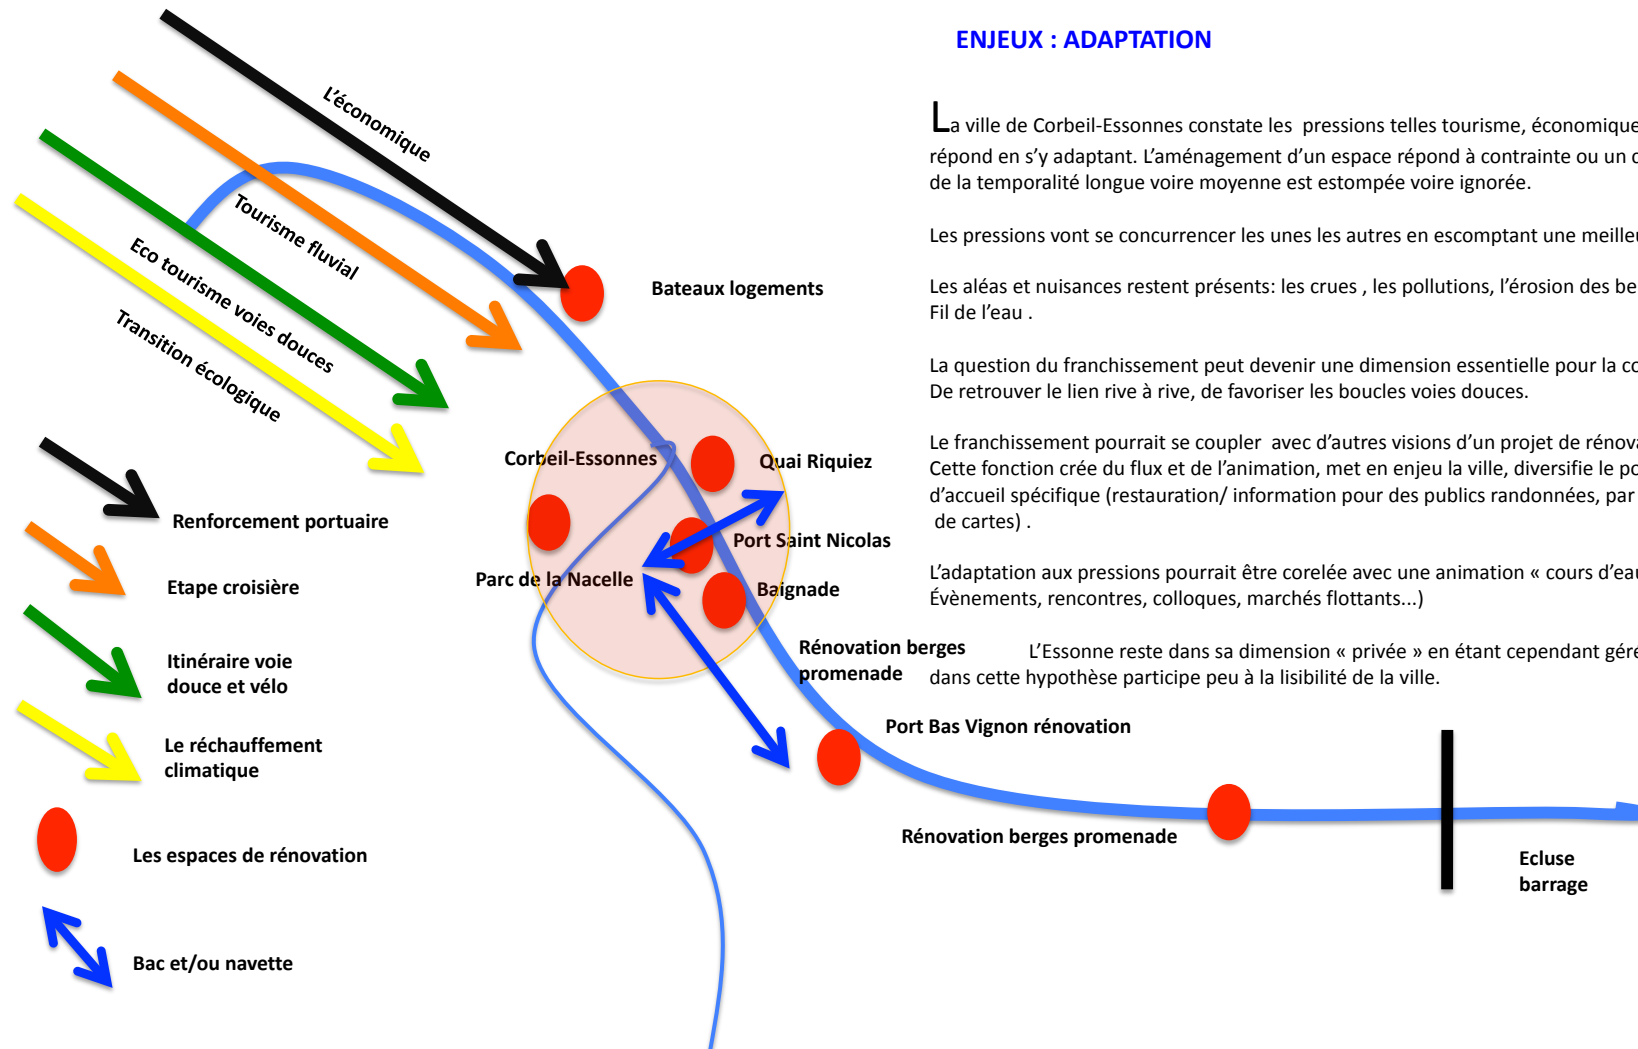 ENJEUX : ADAPTATION
La ville de Corbeil-Essonnes constate les pressions telles tourisme, économique
répond en s’y adaptant. L’aménagement d’un espace répond à contrainte ou un
de la temporalité longue voire moyenne est estompée voire ignorée.
Les pressions vont se concurrencer les unes les autres en escomptant une
Les aléas et nuisances restent présents: les crues , les pollutions, l’érosion des
Fil de l’eau .
La question du franchissement peut devenir une dimension essentielle pour la
De retrouver le lien rive à rive, de favoriser les boucles voies douces.
Le franchissement pourrait se coupler avec d’autres visions d’un projet de
Cette fonction crée du flux et de l’animation, met en enjeu la ville, diversifie le
d’accueil spécifique (restauration/ information pour des publics randonnées, par
de cartes) .
L’adaptation aux pressions pourrait être corelée avec une animation « cours d’eau
Évènements, rencontres, colloques, marchés flottants...)
L’Essonne reste dans sa dimension « privée » en étant cependant
dans cette hypothèse participe peu à la lisibilité de la ville.
L’économique
Tourisme fluvial
Eco tourisme voies douces
Transition écologique
Bateaux logements
Corbeil-Essonnes
Quai Riquiez
Port Saint Nicolas
Parc de la Nacelle
Baignade
Rénovation berges
promenade
Port Bas Vignon rénovation
Rénovation berges promenade
Ecluse
barrage
Renforcement portuaire
Etape croisière
Itinéraire voie
douce et vélo
Le réchauffement
climatique
Les espaces de rénovation
Bac et/ou navette